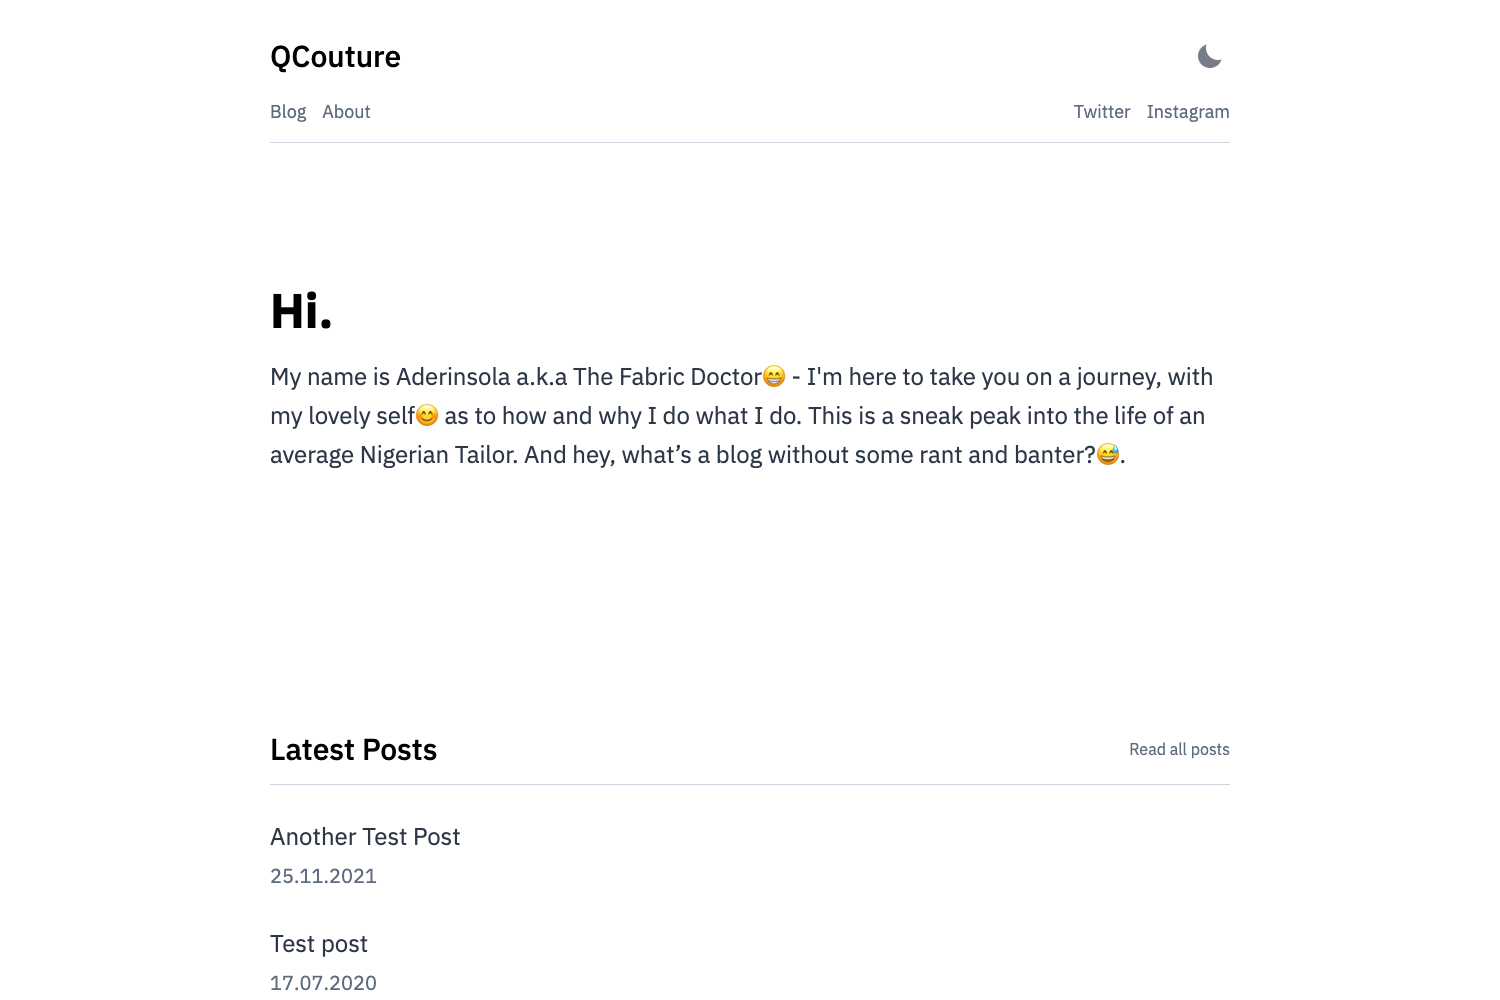 QCouture
Blog About
Twitter Instagram
Hi.
My name is Aderinsola a.k.a The Fabric Doctor😁 - I'm here to take you on a journey, with
my lovely self😊 as to how and why I do what I do. This is a sneak peak into the life of an
average Nigerian Tailor. And hey, what’s a blog without some rant and banter?😅.
Latest Posts
Read all posts
Another Test Post
25.11.2021
Test post
17.07.2020